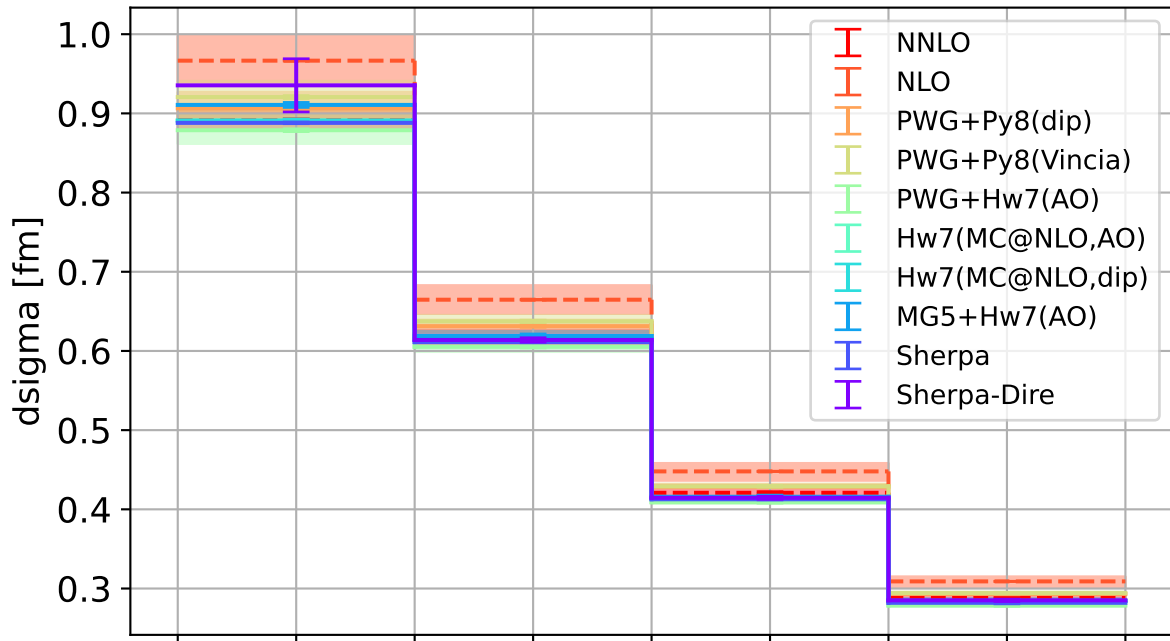 1.0
0.9
0.8
0.7
0.6
0.5
0.4
0.3
dsigma [fm]
NNLO
NLO
PWG+Py8(dip)
PWG+Py8(Vincia)
PWG+Hw7(AO)
Hw7(MC@NLO,AO)
Hw7(MC@NLO,dip)
MG5+Hw7(AO)
Sherpa
Sherpa-Dire